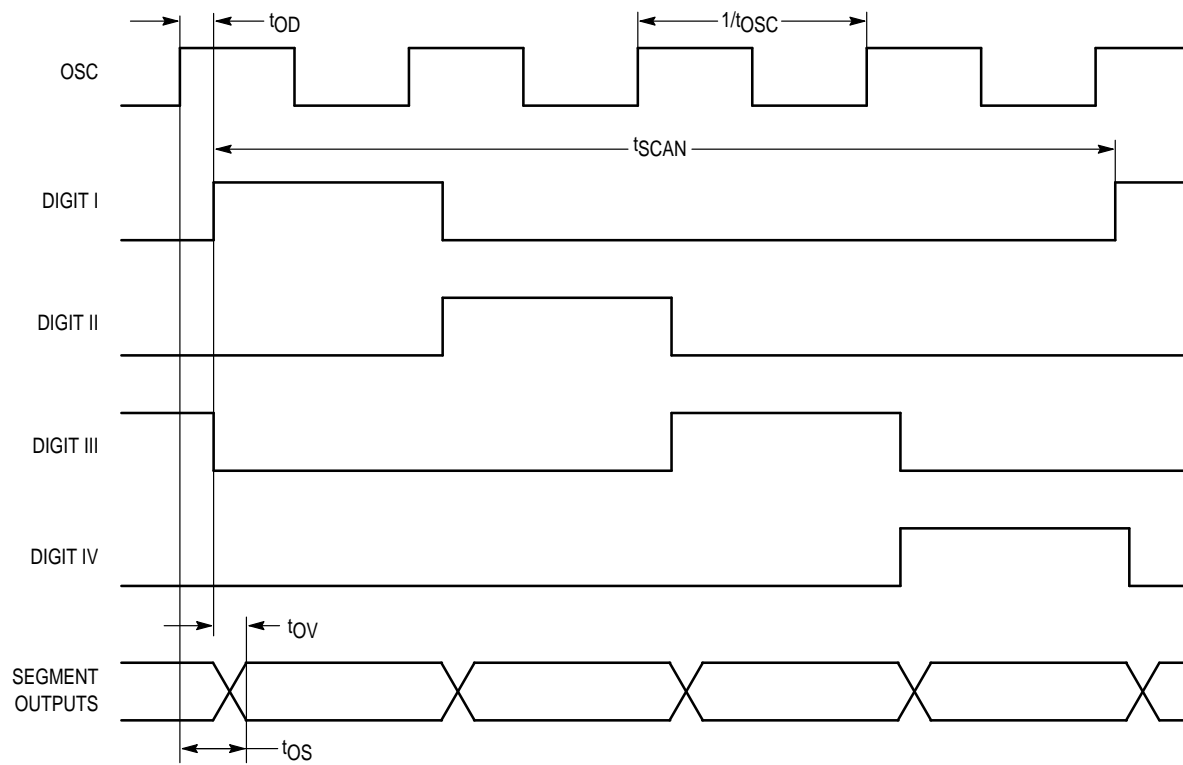 tOD
1/tOSC
OSC
tSCAN
DIGIT I
DIGIT II
DIGIT III
DIGIT IV
tOV
SEGMENT
OUTPUTS
tOS